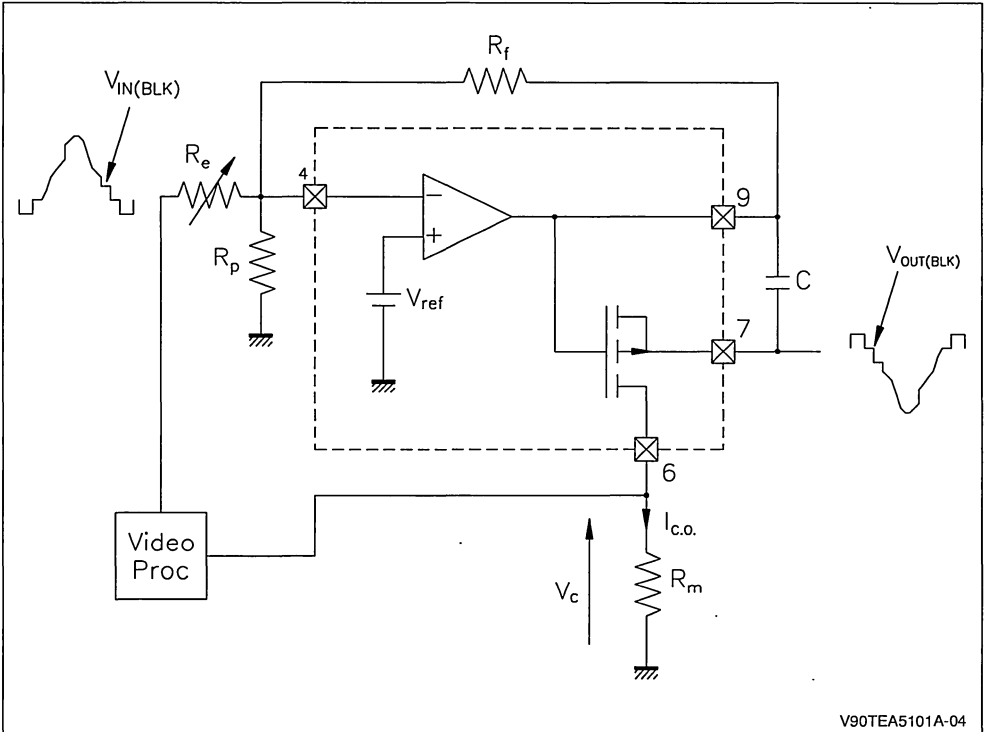 R_f
V_IN(BLK)
R_e
4
9
−
+
R_p
V_ref
C
V_OUT(BLK)
7
6
I_c.o.
Video
Proc
V_c
R_m
V90TEA5101A-04